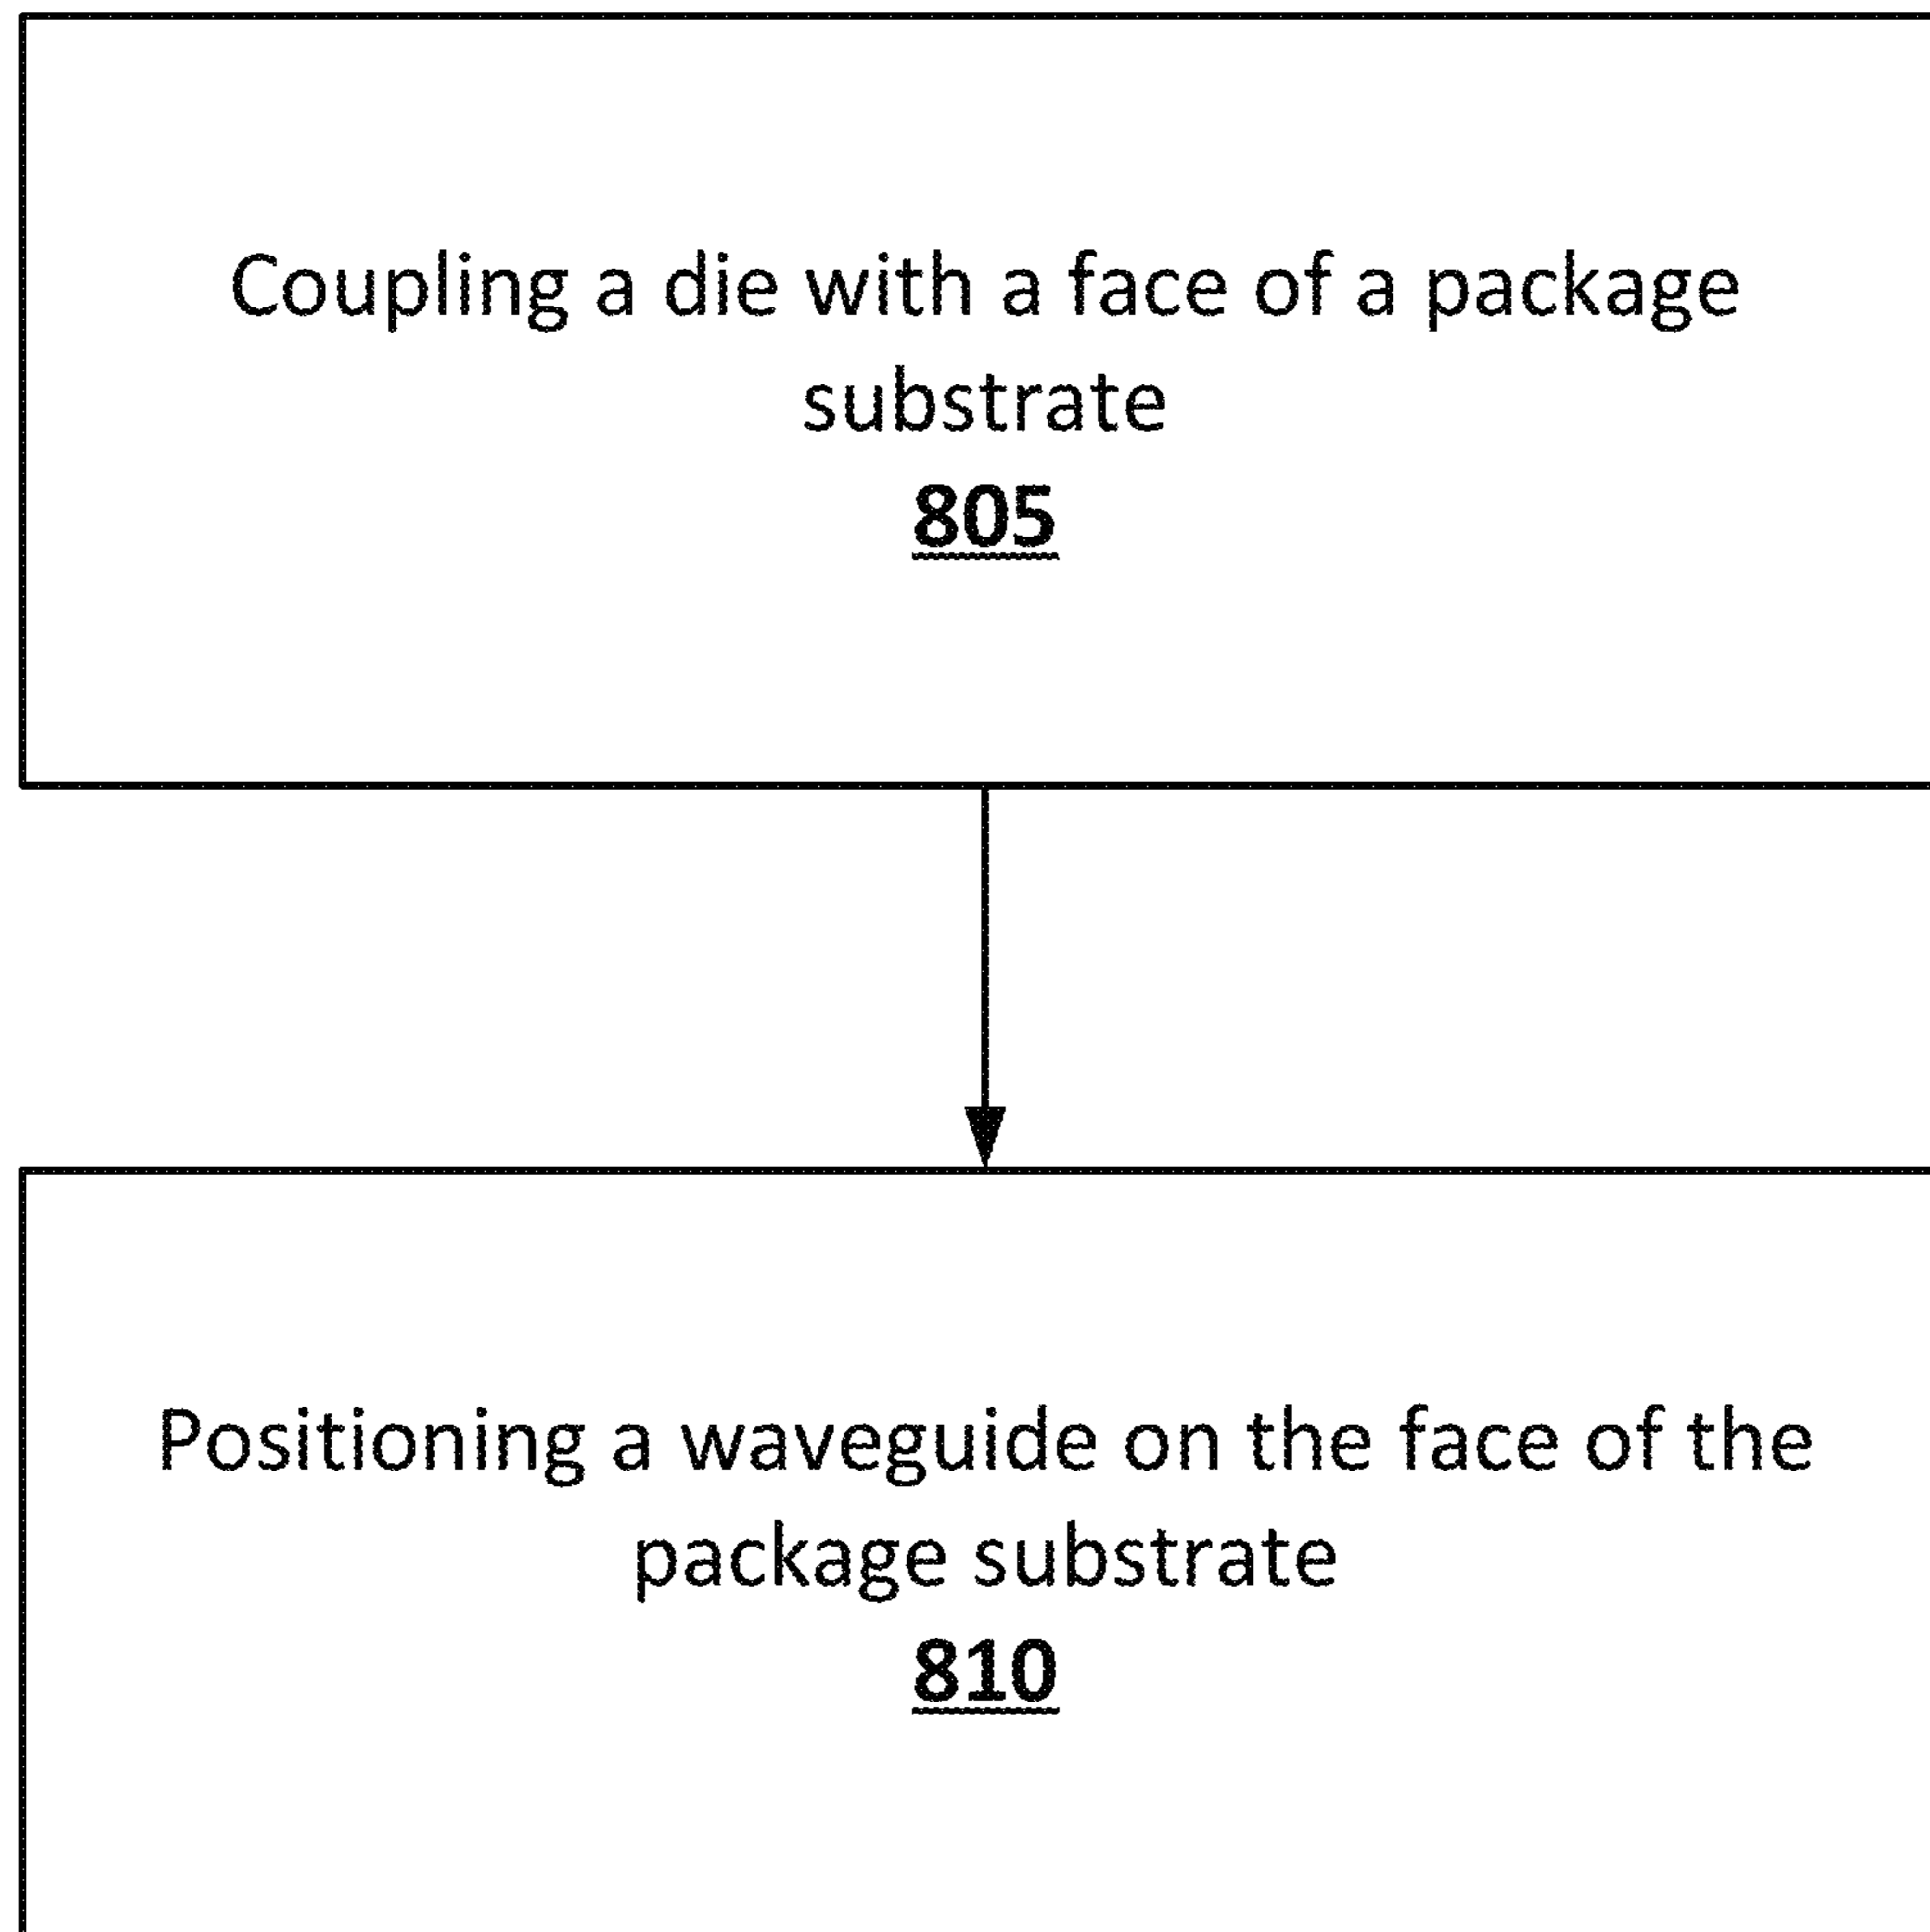 Coupling a die with a face of a package
substrate
805
Positioning a waveguide on the face of the
package substrate
810